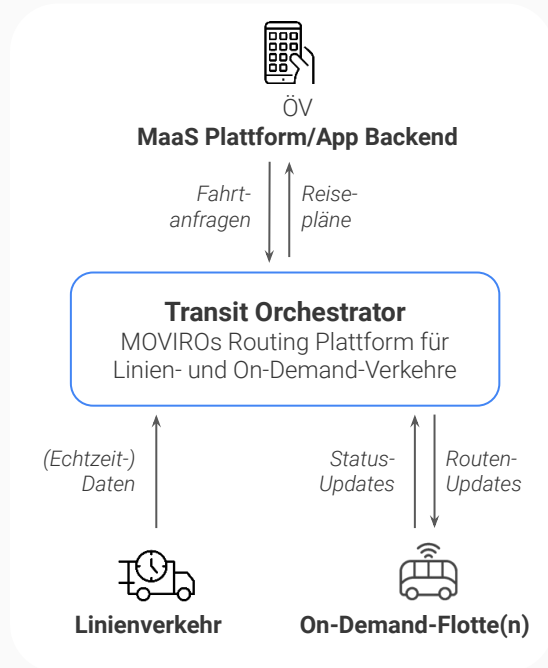 ÖV
MaaS Plattform/App Backend
Fahrt-
anfragen
Reise-
pläne
Transit Orchestrator
MOVIROs Routing Plattform für
Linien- und On-Demand-Verkehre
(Echtzeit-)
Daten
Status-
Updates
Routen-
Updates
Linienverkehr
On-Demand-Flotte(n)